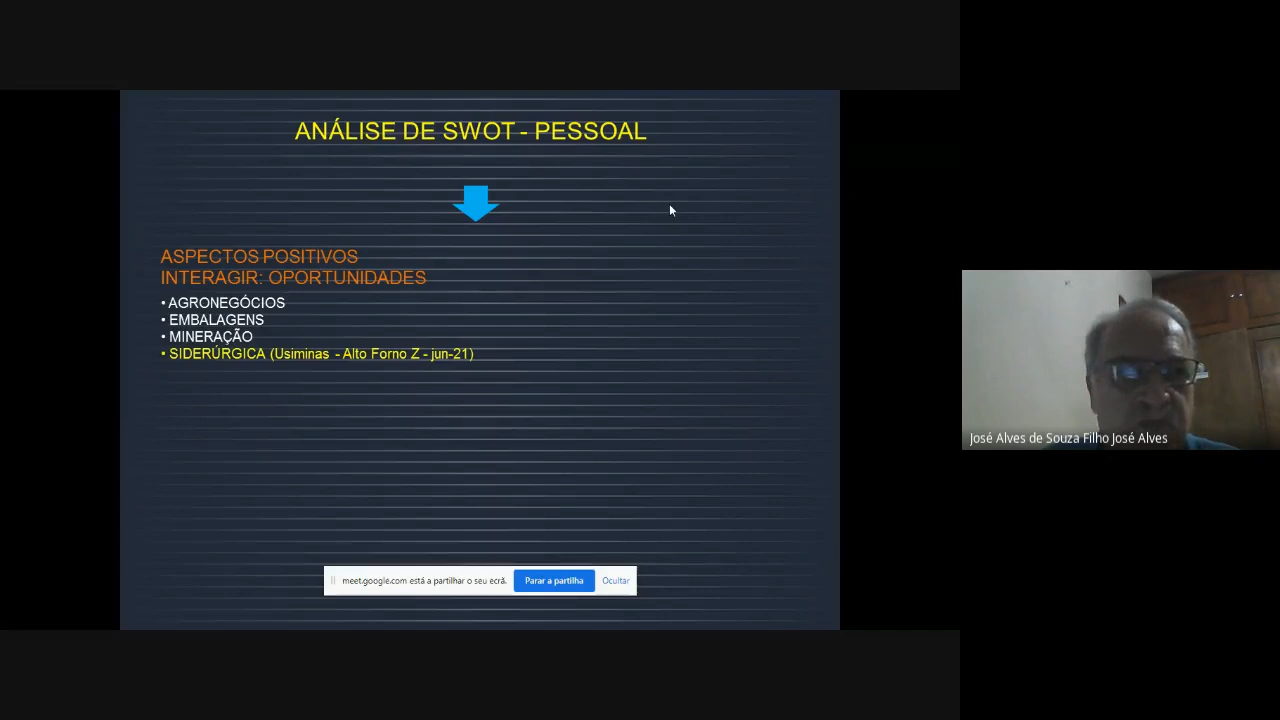 ANÁLISE DE SWOT - PESSOAL
ASPECTOS POSITIVOS
INTERAGIR: OPORTUNIDADES
• AGRONEGÓCIOS
• EMBALAGENS
• MINERAÇÃO
• SIDERÚRGICA (Usiminas - Alto Forno Z - jun-21)
José Alves de Souza Filho José Alves
meet.google.com está a partilhar o seu ecrã. Parar a partilha Ocultar